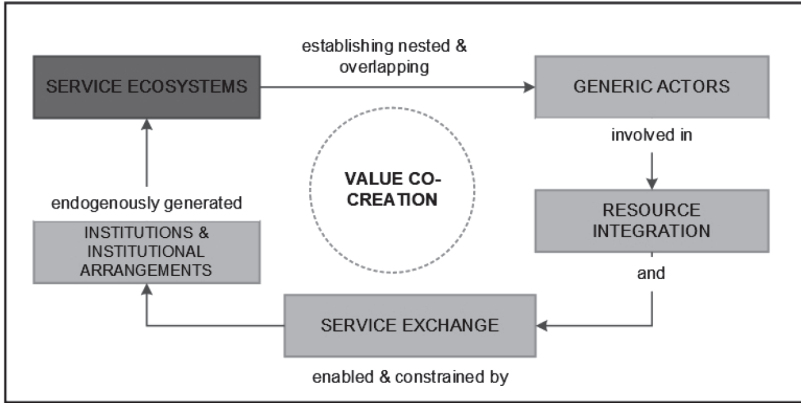 establishing nested &
overlapping
SERVICE ECOSYSTEMS
GENERIC ACTORS
involved in
VALUE CO-
CREATION
RESOURCE
INTEGRATION
and
SERVICE EXCHANGE
enabled & constrained by
INSTITUTIONS &
INSTITUTIONAL
ARRANGEMENTS
endogenously generated